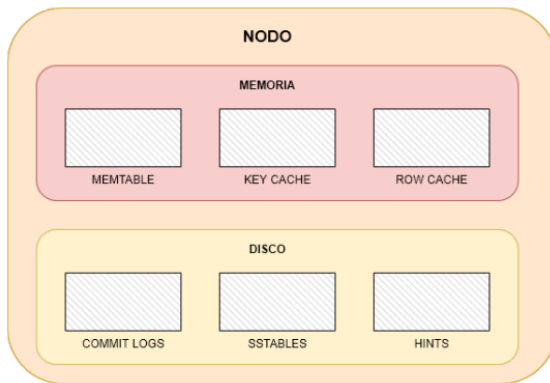 NODO
MEMORIA
MEMTABLE KEY CACHE ROW CACHE
DISCO
COMMIT LOGS SSTABLES HINTS